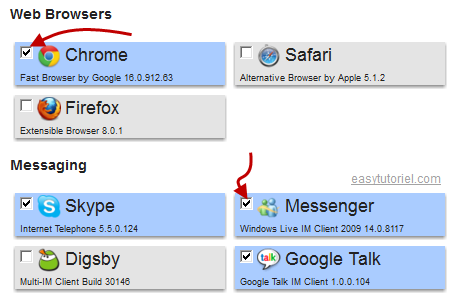 Web Browsers
Chrome
Fast Browser by Google 16.0.912.63
Safari
Alternative Browser by Apple 5.1.2
Firefox
Extensible Browser 8.0.1
Messaging
easytutoriel.com
Skype
Internet Telephone 5.5.0.124
Messenger
Windows Live IM Client 2009 14.0.8117
Digsby
Multi-IM Client Build 30146
talk
Google Talk
Google Talk IM Client 1.0.0.104